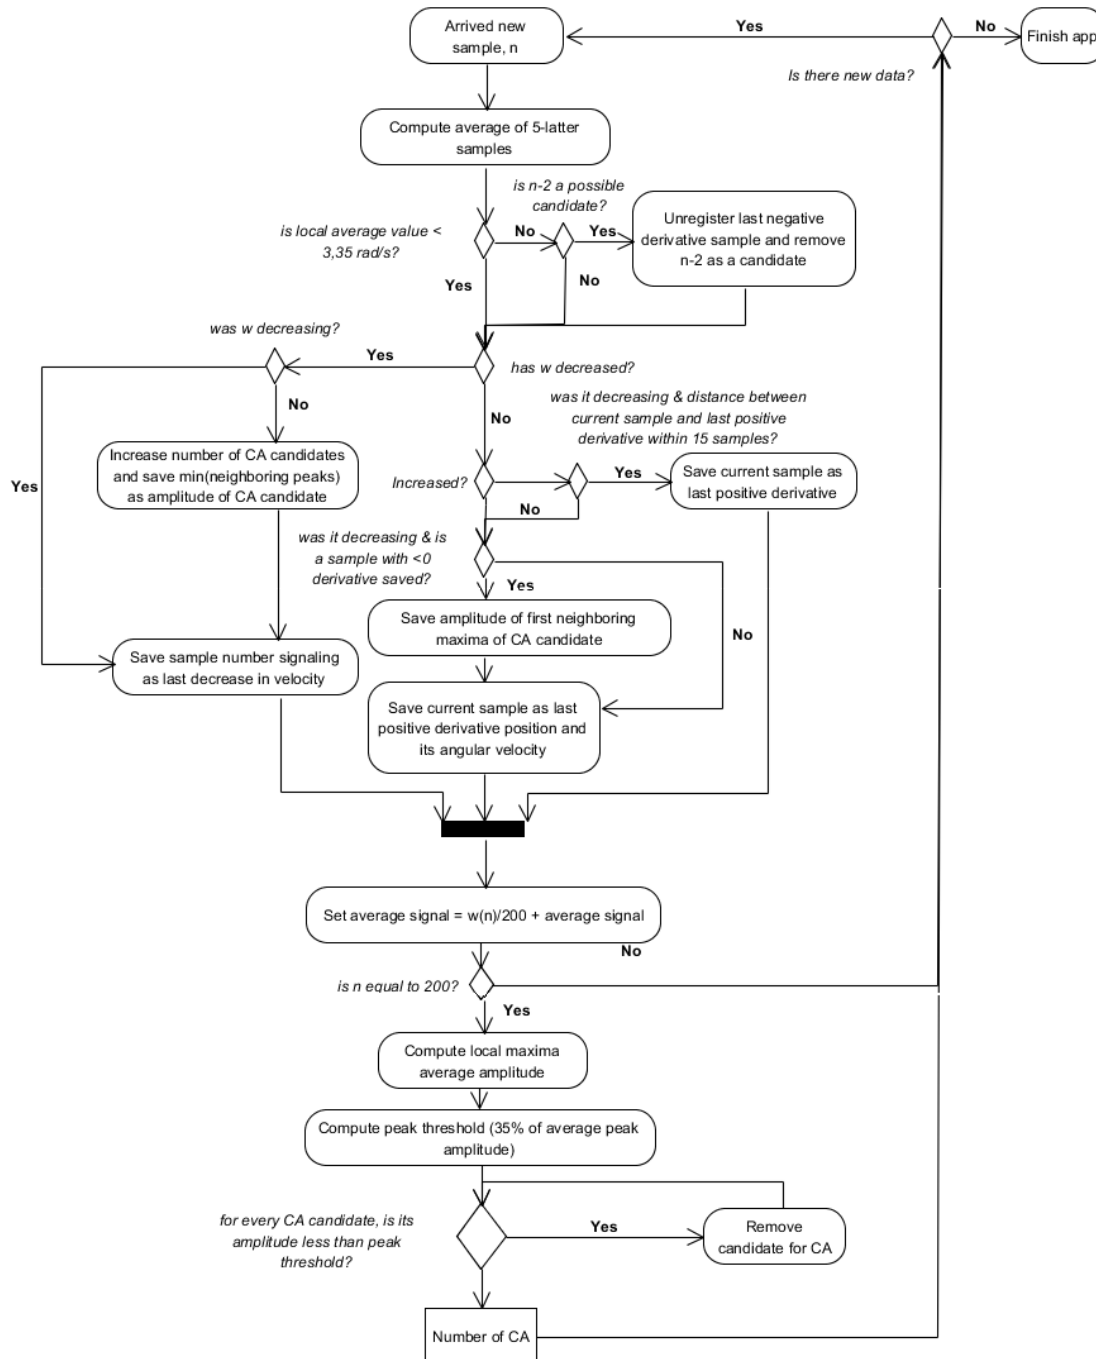 Arrived new
sample, n
Yes
No
Finish app
Is there new data?
Compute average of 5-latter
samples
is n-2 a possible
candidate?
is local average value <
3,35 rad/s?
No
Yes
Unregister last negative
derivative sample and remove
n-2 as a candidate
Yes
No
was w decreasing?
Yes
has w decreased?
No
No
was it decreasing & distance between
current sample and last positive
derivative within 15 samples?
Yes
Increase number of CA candidates
and save min(neighboring peaks)
as amplitude of CA candidate
Increased?
Yes
Save current sample as
last positive derivative
No
was it decreasing & is
a sample with <0
derivative saved?
Yes
Save amplitude of first neighboring
maxima of CA candidate
No
Save sample number signaling
as last decrease in velocity
Save current sample as last
positive derivative position and
its angular velocity
Set average signal = w(n)/200 + average signal
No
is n equal to 200?
Yes
Compute local maxima
average amplitude
Compute peak threshold (35% of average peak
amplitude)
for every CA candidate, is its
amplitude less than peak
threshold?
Yes
Remove
candidate for CA
Number of CA